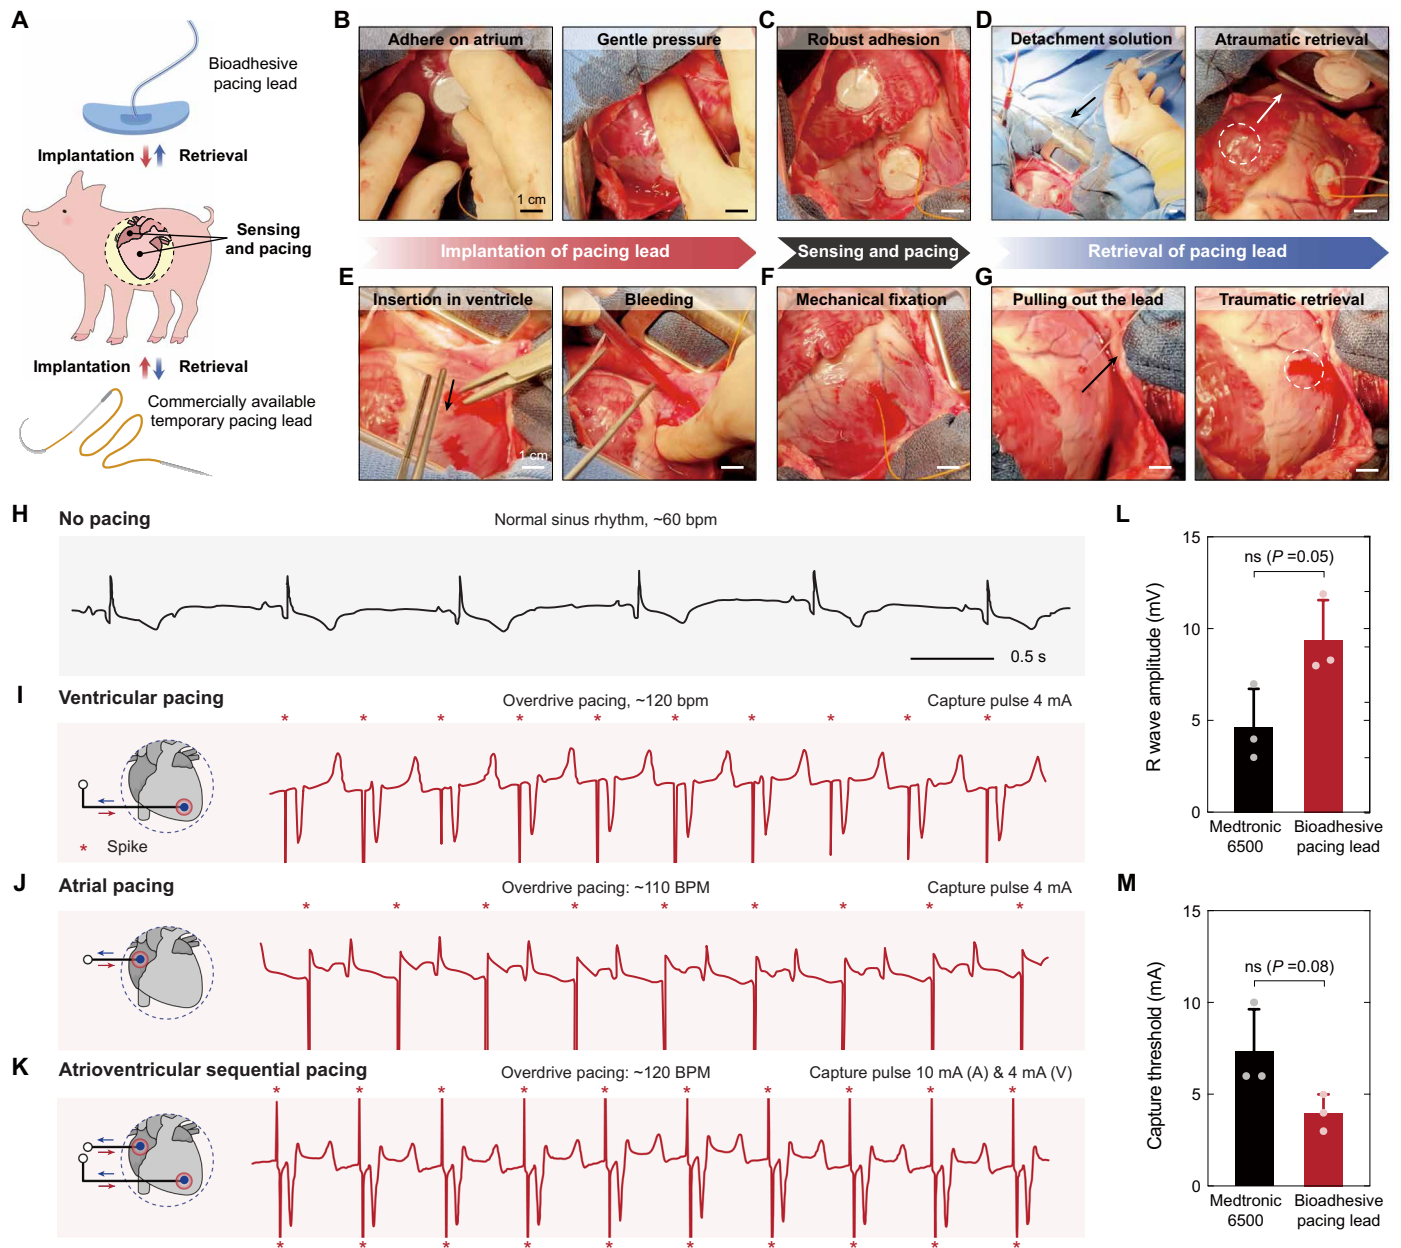 A
Bioadhesive
pacing lead
Implantation
Retrieval
Sensing
and pacing
Implantation
Retrieval
Commercially available
temporary pacing lead
B
Adhere on atrium
1 cm
Gentle pressure
C
Robust adhesion
D
Detachment solution
Atraumatic retrieval
Implantation of pacing lead
Sensing and pacing
Retrieval of pacing lead
E
Insertion in ventricle
1 cm
Bleeding
F
Mechanical fixation
G
Pulling out the lead
Traumatic retrieval
H
No pacing
Normal sinus rhythm, ~60 bpm
0.5 s
I
Ventricular pacing
Overdrive pacing, ~120 bpm
Capture pulse 4 mA
* * * * * * * * * *
* Spike
J
Atrial pacing
Overdrive pacing: ~110 BPM
Capture pulse 4 mA
* * * * * * * * *
K
Atrioventricular sequential pacing
Overdrive pacing: ~120 BPM
Capture pulse 10 mA (A) & 4 mA (V)
* * * * * * * * * *
* * * * * * * * * *
L
R wave amplitude (mV)
15
10
5
0
ns (P =0.05)
Medtronic
6500
Bioadhesive
pacing lead
M
Capture threshold (mA)
15
10
5
0
ns (P =0.08)
Medtronic
6500
Bioadhesive
pacing lead